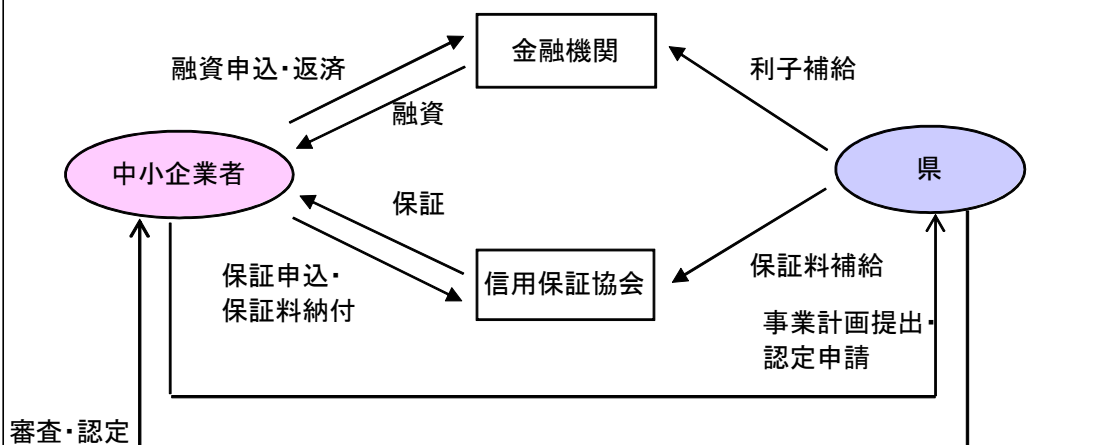 金融機関
融資申込・返済
利子補給
融資
中小企業者
県
保証
保証申込・
保証料納付
信用保証協会
保証料補給
事業計画提出・
認定申請
審査・認定